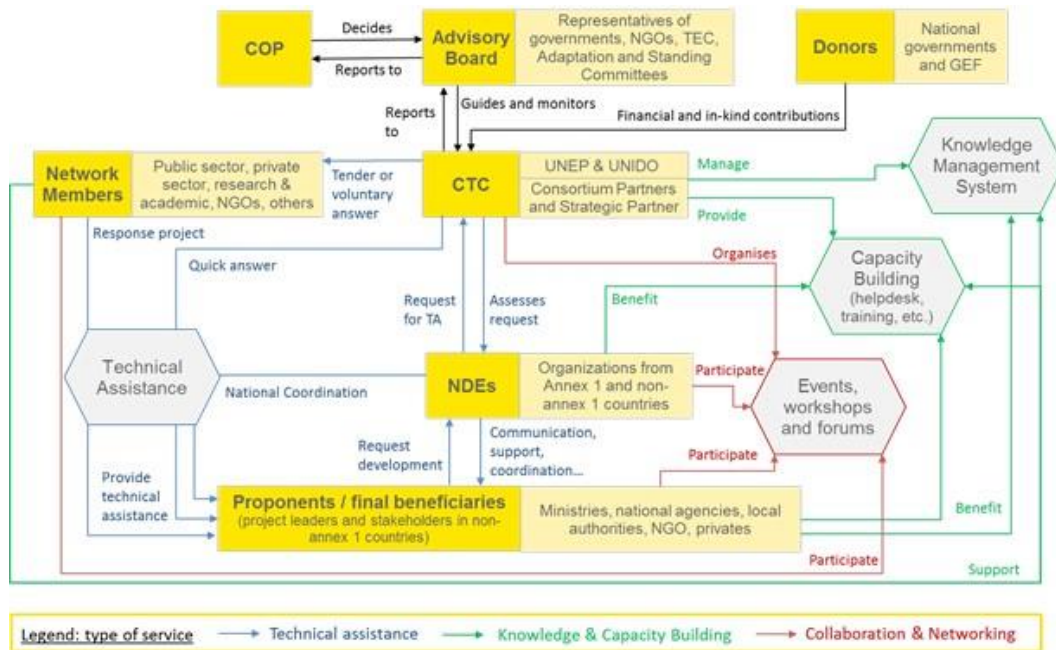 COP
Decides
Reports to
Advisory
Board
Representatives of
governments, NGOs, TEC,
Adaptation and Standing
Committees
Donors
National
governments
and GEF
Reports
to
Guides and monitors
Financial and in-kind contributions
Network
Members
Public sector, private
sector, research &
academic, NGOs, others
Tender or
voluntary
answer
CTC
UNEP & UNIDO
Consortium Partners
and Strategic Partner
Manage
Provide
Knowledge
Management
System
Response project
Quick answer
Organises
Capacity
Building
(helpdesk,
training, etc.)
Request
for TA
Assesses
request
Benefit
Technical
Assistance
National Coordination
NDEs
Organizations from
Annex 1 and non-
annex 1 countries
Participate
Events,
workshops
and forums
Request
development
Communication,
support,
coordination...
Participate
Provide
technical
assistance
Proponents / final beneficiaries
(project leaders and stakeholders in non-
annex 1 countries)
Ministries, national agencies, local
authorities, NGO, privates
Benefit
Participate
Support
Legend: type of service
Technical assistance
Knowledge & Capacity Building
Collaboration & Networking